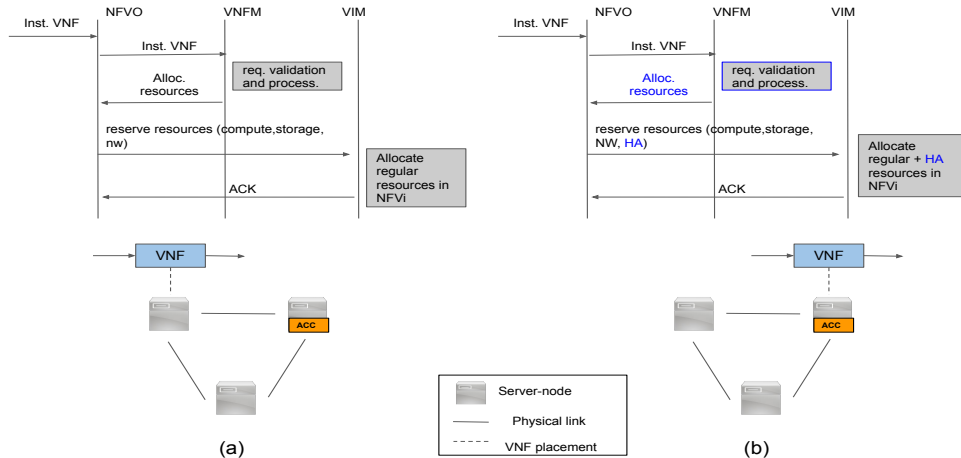 NFVO VNFM VIM
Inst. VNF
Inst. VNF
req. validation
and process.
Alloc.
resources
reserve resources (compute,storage,
nw)
Allocate
regular
resources in
NFVi
ACK
VNF
ACC
(a)
NFVO VNFM VIM
Inst. VNF
Inst. VNF
req. validation
and process.
Alloc.
resources
reserve resources (compute,storage,
NW, HA)
Allocate
regular + HA
resources in
NFVi
ACK
VNF
ACC
(b)
Server-node
Physical link
VNF placement